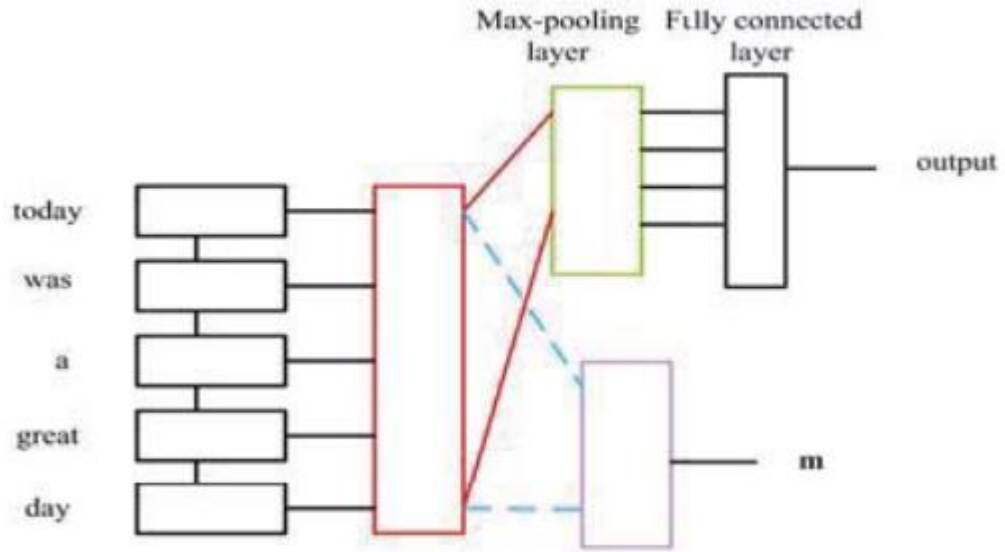 Max-pooling
layer
Fully connected
layer
output
today
was
a
great
day
m